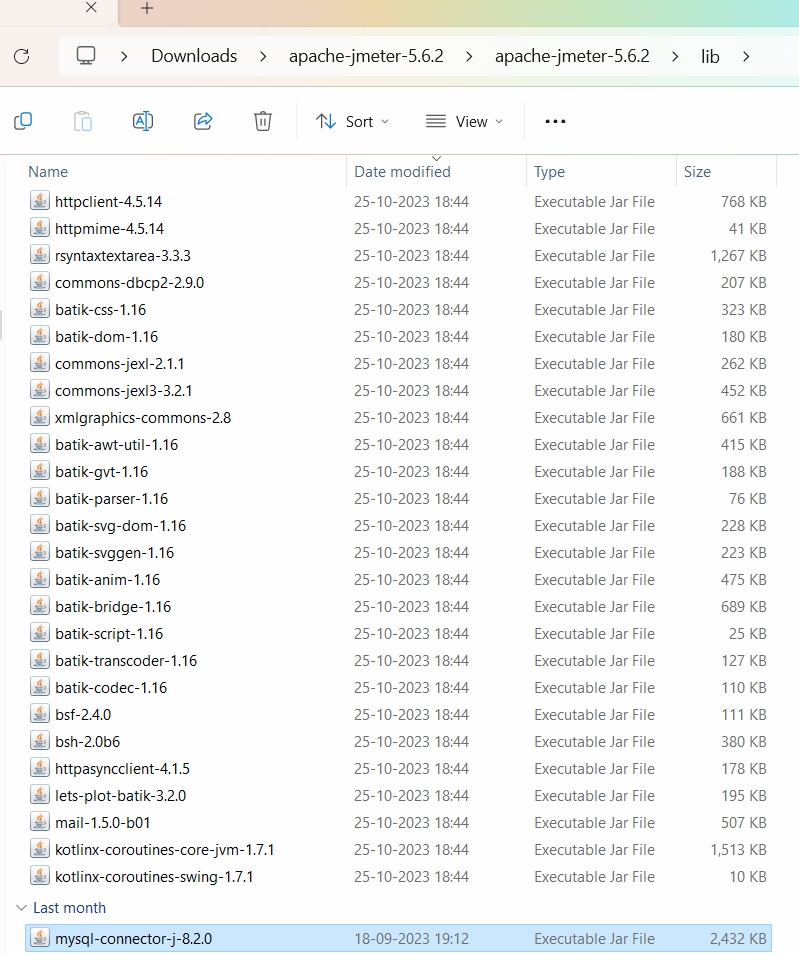 Downloads > apache-jmeter-5.6.2 > apache-jmeter-5.6.2 > lib >
Sort View
Name Date modified Type Size
httpclient-4.5.14 25-10-2023 18:44 Executable Jar File 768 KB
httpmime-4.5.14 25-10-2023 18:44 Executable Jar File 41 KB
rsyntaxtextarea-3.3.3 25-10-2023 18:44 Executable Jar File 1,267 KB
commons-dbcp2-2.9.0 25-10-2023 18:44 Executable Jar File 207 KB
batik-css-1.16 25-10-2023 18:44 Executable Jar File 323 KB
batik-dom-1.16 25-10-2023 18:44 Executable Jar File 180 KB
commons-jexl-2.1.1 25-10-2023 18:44 Executable Jar File 262 KB
commons-jexl3-3.2.1 25-10-2023 18:44 Executable Jar File 452 KB
xmlgraphics-commons-2.8 25-10-2023 18:44 Executable Jar File 661 KB
batik-awt-util-1.16 25-10-2023 18:44 Executable Jar File 415 KB
batik-gvt-1.16 25-10-2023 18:44 Executable Jar File 188 KB
batik-parser-1.16 25-10-2023 18:44 Executable Jar File 76 KB
batik-svg-dom-1.16 25-10-2023 18:44 Executable Jar File 228 KB
batik-svggen-1.16 25-10-2023 18:44 Executable Jar File 223 KB
batik-anim-1.16 25-10-2023 18:44 Executable Jar File 475 KB
batik-bridge-1.16 25-10-2023 18:44 Executable Jar File 689 KB
batik-script-1.16 25-10-2023 18:44 Executable Jar File 25 KB
batik-transcoder-1.16 25-10-2023 18:44 Executable Jar File 127 KB
batik-codec-1.16 25-10-2023 18:44 Executable Jar File 110 KB
bsf-2.4.0 25-10-2023 18:44 Executable Jar File 111 KB
bsh-2.0b6 25-10-2023 18:44 Executable Jar File 380 KB
httpasyncclient-4.1.5 25-10-2023 18:44 Executable Jar File 178 KB
lets-plot-batik-3.2.0 25-10-2023 18:44 Executable Jar File 195 KB
mail-1.5.0-b01 25-10-2023 18:44 Executable Jar File 507 KB
kotlinx-coroutines-core-jvm-1.7.1 25-10-2023 18:44 Executable Jar File 1,513 KB
kotlinx-coroutines-swing-1.7.1 25-10-2023 18:44 Executable Jar File 10 KB
Last month
mysql-connector-j-8.2.0 18-09-2023 19:12 Executable Jar File 2,432 KB